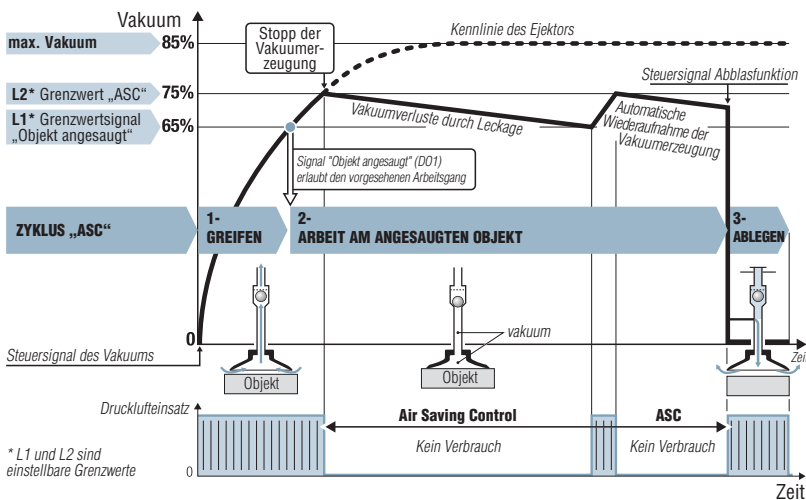 Vakuum
max. Vakuum
85%
Kennlinie des Ejektors
Stopp der
Vakuumer-
zeugung
Steuersignal Abblasfunktion
L2* Grenzwert „ASC“
75%
L1* Grenzwertsignal
„Objekt angesaugt“
65%
Vakuumverluste durch Leckage
Automatische
Wiederaufnahme der
Vakuumerzeugung
Signal "Objekt angesaugt" (DO1)
erlaubt den vorgesehenen Arbeitsgang
ZYKLUS „ASC“
1-
GREIFEN
2-
ARBEIT AM ANGESAUGTEN OBJEKT
3-
ABLEGEN
0
vakuum
Steuersignal des Vakuums
Zeit
Objekt
Objekt
Drucklufteinsatz
Air Saving Control
ASC
Kein Verbrauch
Kein Verbrauch
* L1 und L2 sind
einstellbare Grenzwerte
0
Zeit